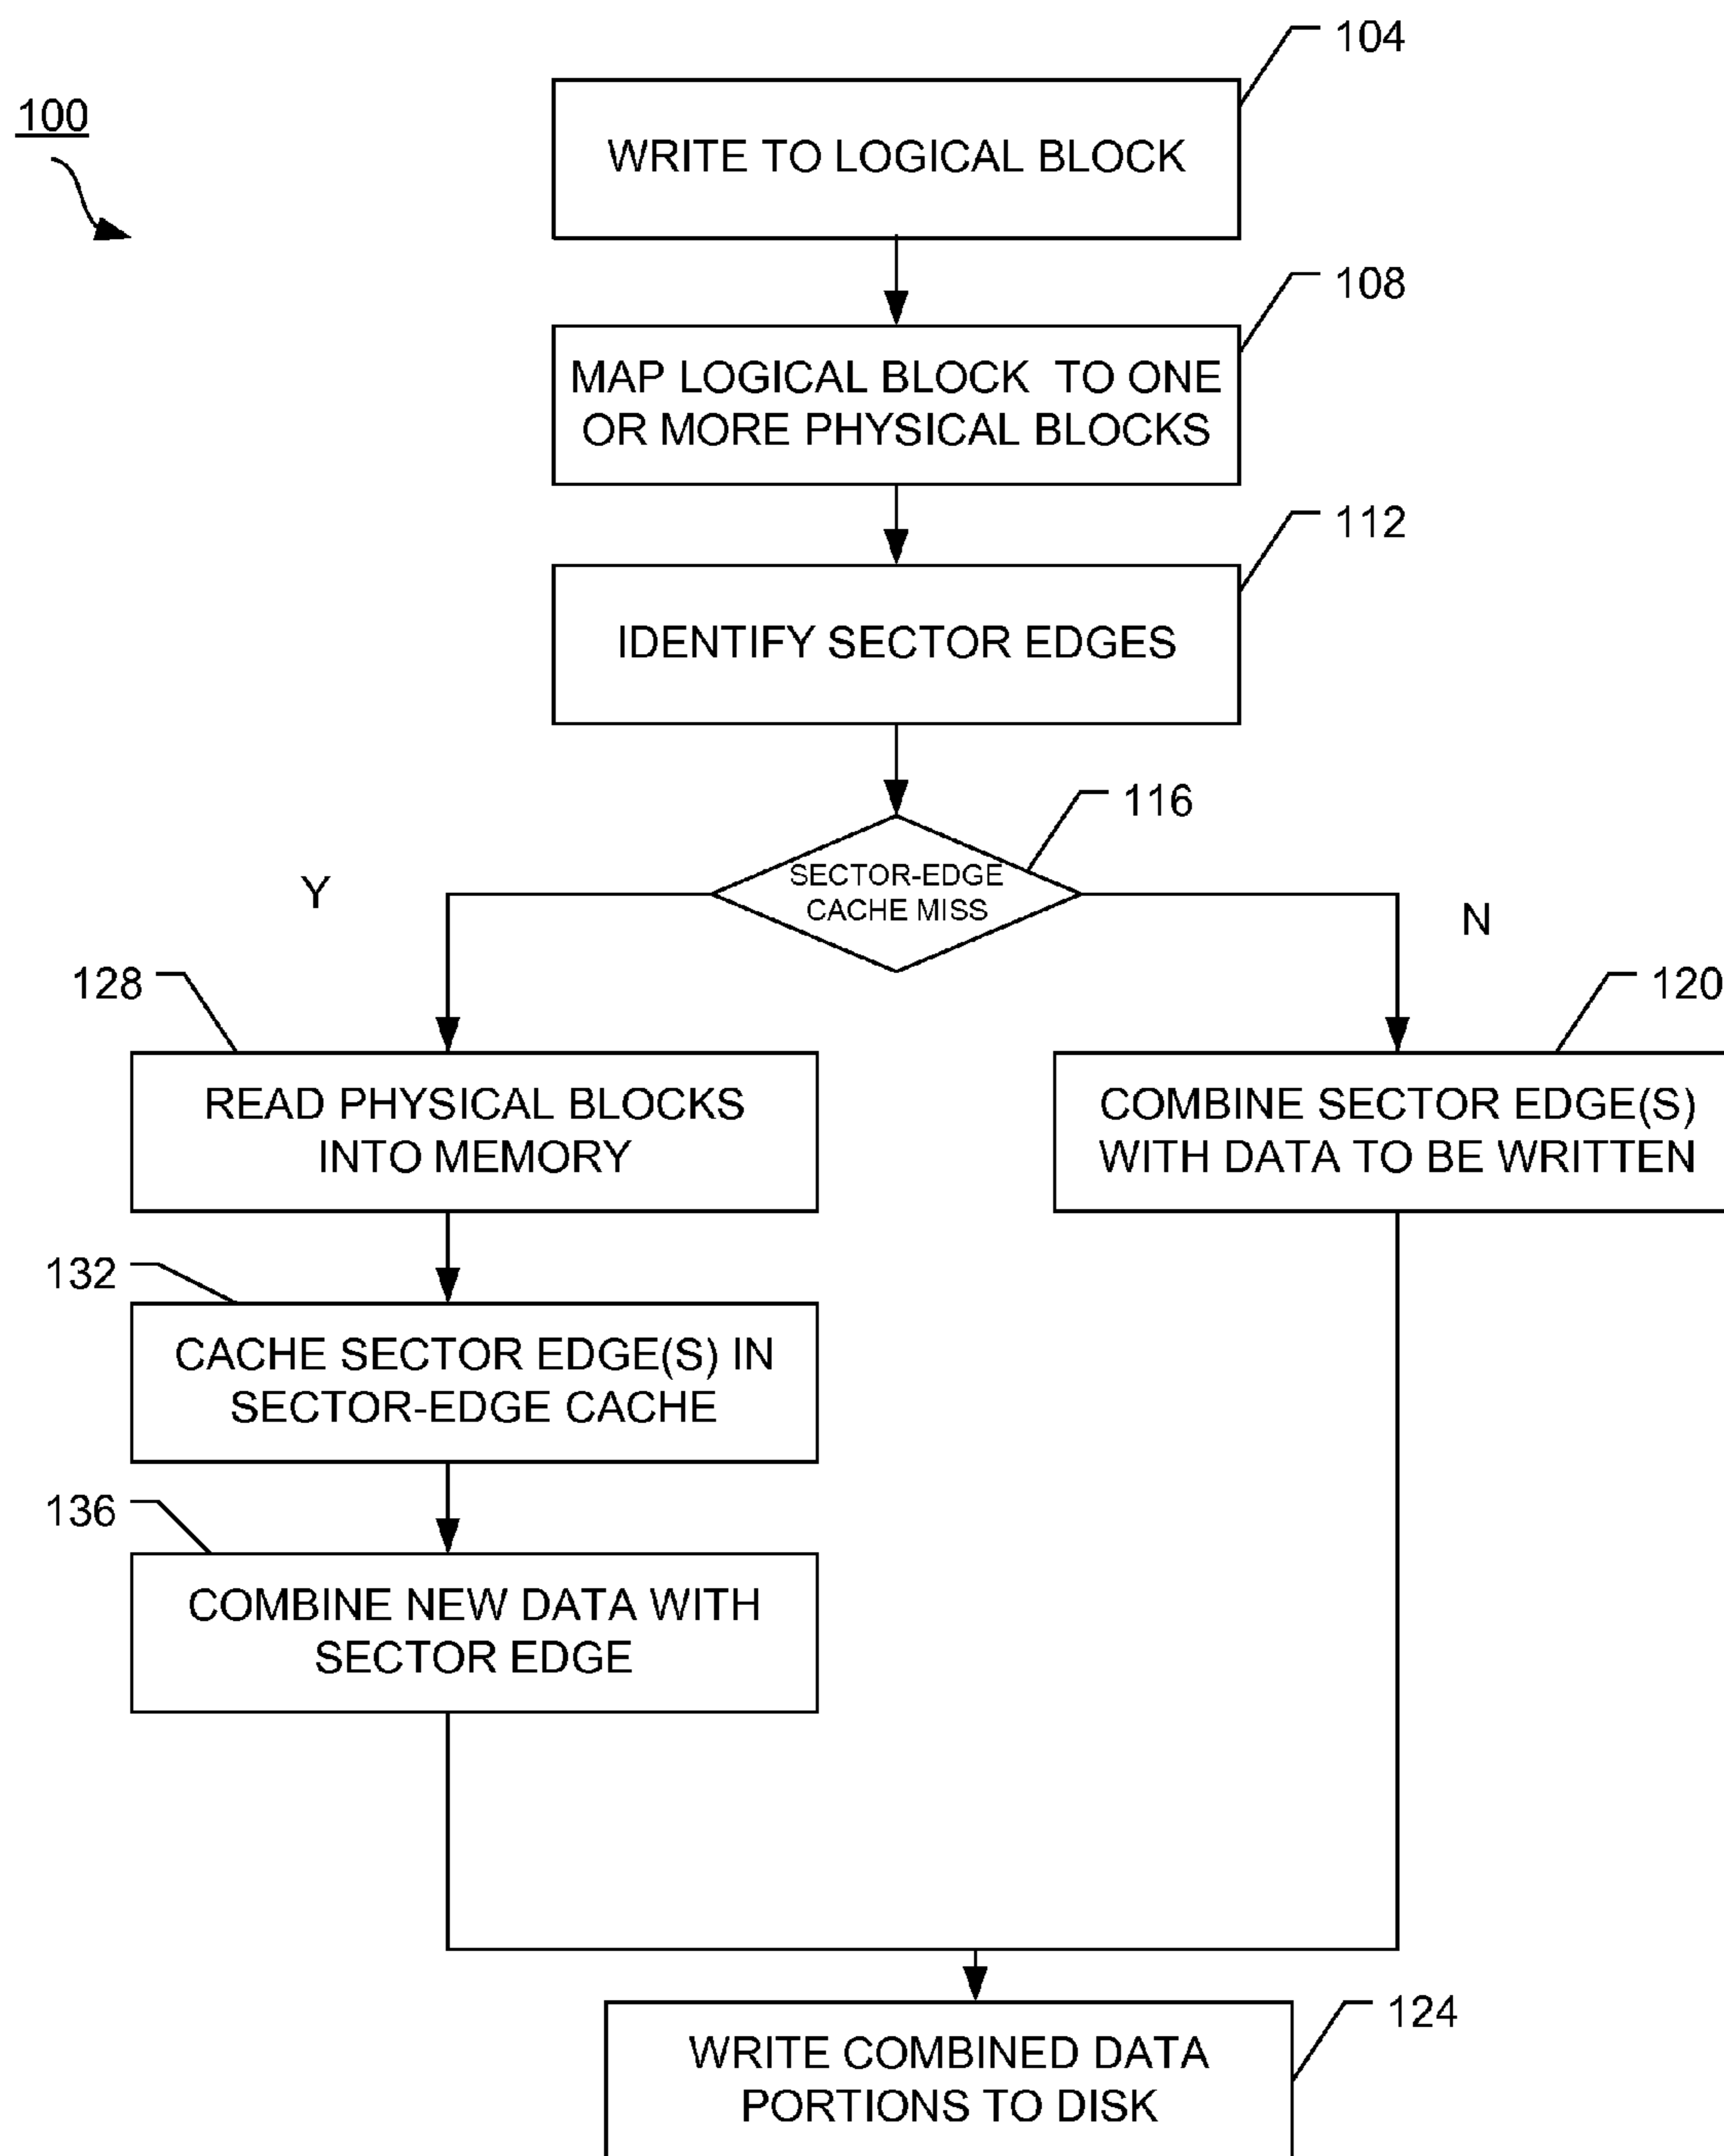 100
104
WRITE TO LOGICAL BLOCK
108
MAP LOGICAL BLOCK TO ONE
OR MORE PHYSICAL BLOCKS
112
IDENTIFY SECTOR EDGES
116
SECTOR-EDGE
CACHE MISS
Y
N
128
READ PHYSICAL BLOCKS
INTO MEMORY
120
COMBINE SECTOR EDGE(S)
WITH DATA TO BE WRITTEN
132
CACHE SECTOR EDGE(S) IN
SECTOR-EDGE CACHE
136
COMBINE NEW DATA WITH
SECTOR EDGE
124
WRITE COMBINED DATA
PORTIONS TO DISK